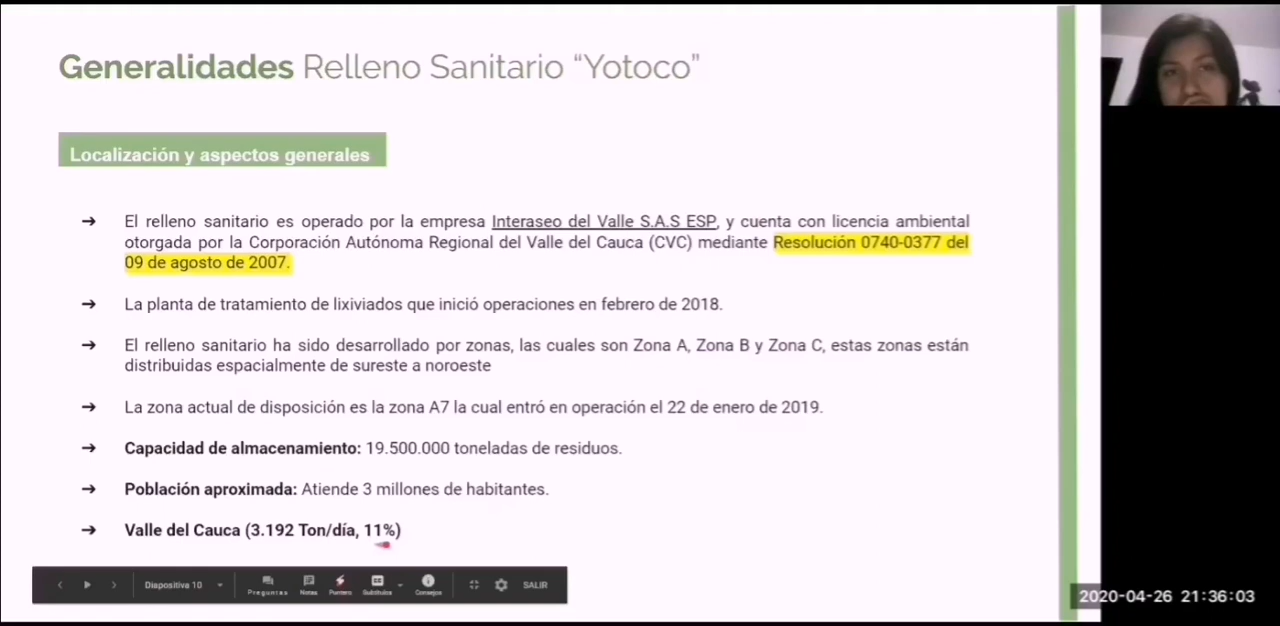 Generalidades Relleno Sanitario “Yotoco”
Localización y aspectos generales
➔ El relleno sanitario es operado por la empresa Interaseo del Valle S.A.S ESP, y cuenta con licencia ambiental
otorgada por la Corporación Autónoma Regional del Valle del Cauca (CVC) mediante Resolución 0740-0377 del
09 de agosto de 2007.
➔ La planta de tratamiento de lixiviados que inició operaciones en febrero de 2018.
➔ El relleno sanitario ha sido desarrollado por zonas, las cuales son Zona A, Zona B y Zona C, estas zonas están
distribuidas espacialmente de sureste a noroeste
➔ La zona actual de disposición es la zona A7 la cual entró en operación el 22 de enero de 2019.
➔ Capacidad de almacenamiento: 19.500.000 toneladas de residuos.
➔ Población aproximada: Atiende 3 millones de habitantes.
➔ Valle del Cauca (3.192 Ton/día, 11%)
Diapositiva 10
Preguntas
Notas
Puntero
Subtítulos
Consejos
SALIR
2020-04-26 21:36:03